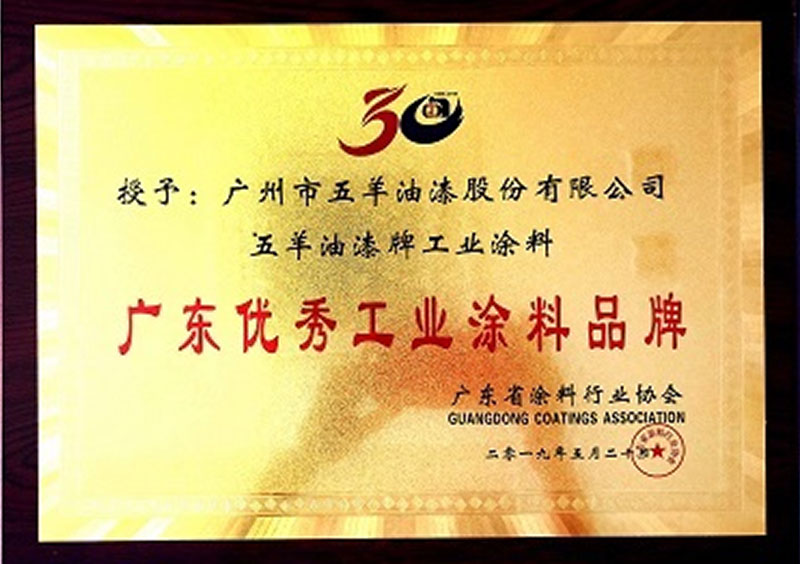 30
授予：广州市五羊油漆股份有限公司
五羊油漆牌工业涂料
广东优秀工业涂料品牌
广东省涂料行业协会
GUANGDONG COATINGS ASSOCIATION
二零一九年五月二十